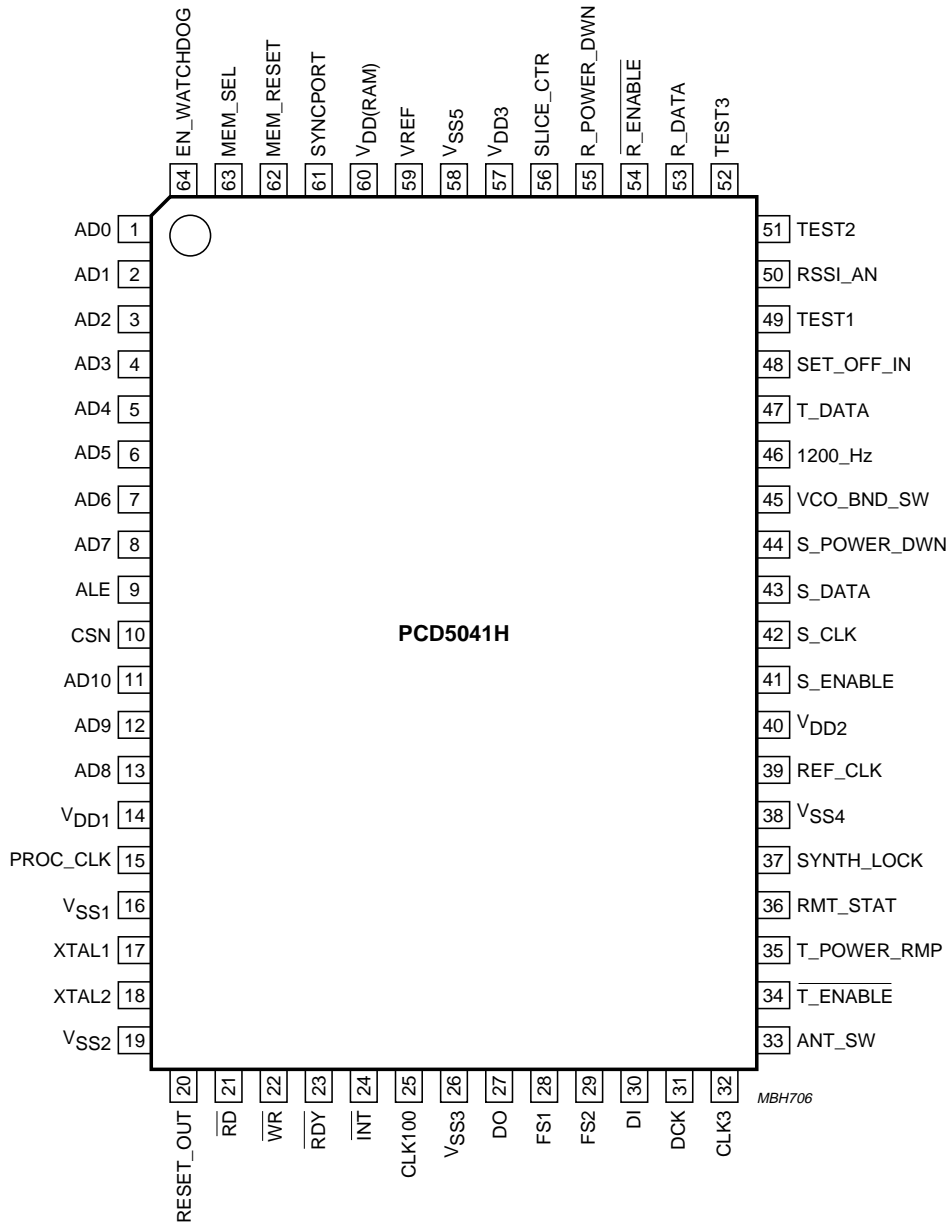 EN_WATCHDOG
MEM_SEL
MEM_RESET
SYNCPORT
VDD(RAM)
VREF
VSS5
VDD3
SLICE_CTR
R_POWER_DWN
R_ENABLE
R_DATA
TEST3
64 63 62 61 60 59 58 57 56 55 54 53 52
AD0 1
AD1 2
AD2 3
AD3 4
AD4 5
AD5 6
AD6 7
AD7 8
ALE 9
CSN 10
AD10 11
AD9 12
AD8 13
VDD1 14
PROC_CLK 15
VSS1 16
XTAL1 17
XTAL2 18
VSS2 19
PCD5041H
51 TEST2
50 RSSI_AN
49 TEST1
48 SET_OFF_IN
47 T_DATA
46 1200_Hz
45 VCO_BND_SW
44 S_POWER_DWN
43 S_DATA
42 S_CLK
41 S_ENABLE
40 VDD2
39 REF_CLK
38 VSS4
37 SYNTH_LOCK
36 RMT_STAT
35 T_POWER_RMP
34 T_ENABLE
33 ANT_SW
20 21 22 23 24 25 26 27 28 29 30 31 32
RESET_OUT
RD
WR
RDY
INT
CLK100
VSS3
DO
FS1
FS2
DI
DCK
CLK3
MBH706